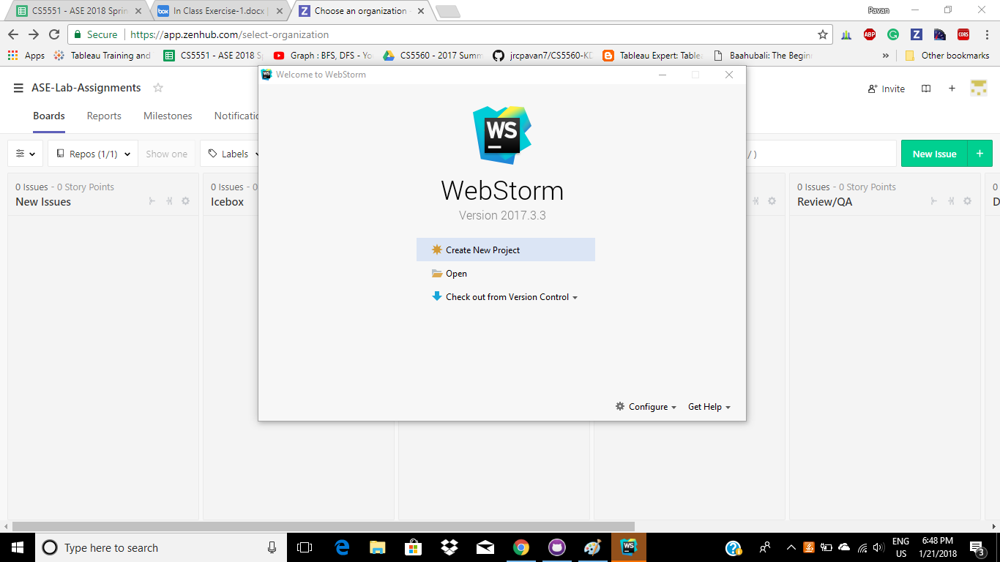 CS5551 - ASE 2018 Sprin
In Class Exercise-1.docx
Choose an organization
Pavan
Secure
https://app.zenhub.com/select-organization
ABP
CORS
Apps
Tableau Training and
CS5551 - ASE 2018 S
Graph : BFS, DFS - Yo
CS5560 - 2017 Summ
jrcpavan7/CS5560-KD
Tableau Expert: Table
Baahubali: The Begin
»
Other bookmarks
WS Welcome to WebStorm
ASE-Lab-Assignments
Invite
Boards
Reports
Milestones
Notificati
WS
Repos (1/1)
Show one
Labels
/ )
New Issue
+
WebStorm
Version 2017.3.3
0 Issues - 0 Story Points
New Issues
0 Issues - 0
Icebox
0 Issues - 0 Story Points
Review/QA
0
D
Create New Project
Open
Check out from Version Control
Configure
Get Help
Type here to search
WS
ENG
US
6:48 PM
1/21/2018
3